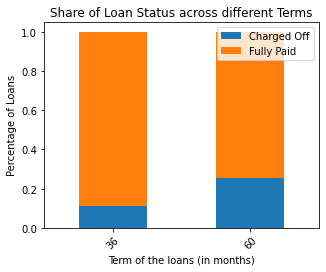 Share of Loan Status across different Terms
Charged Off
Fully Paid
Percentage of Loans
1.0
0.8
0.6
0.4
0.2
0.0
36
60
Term of the loans (in months)